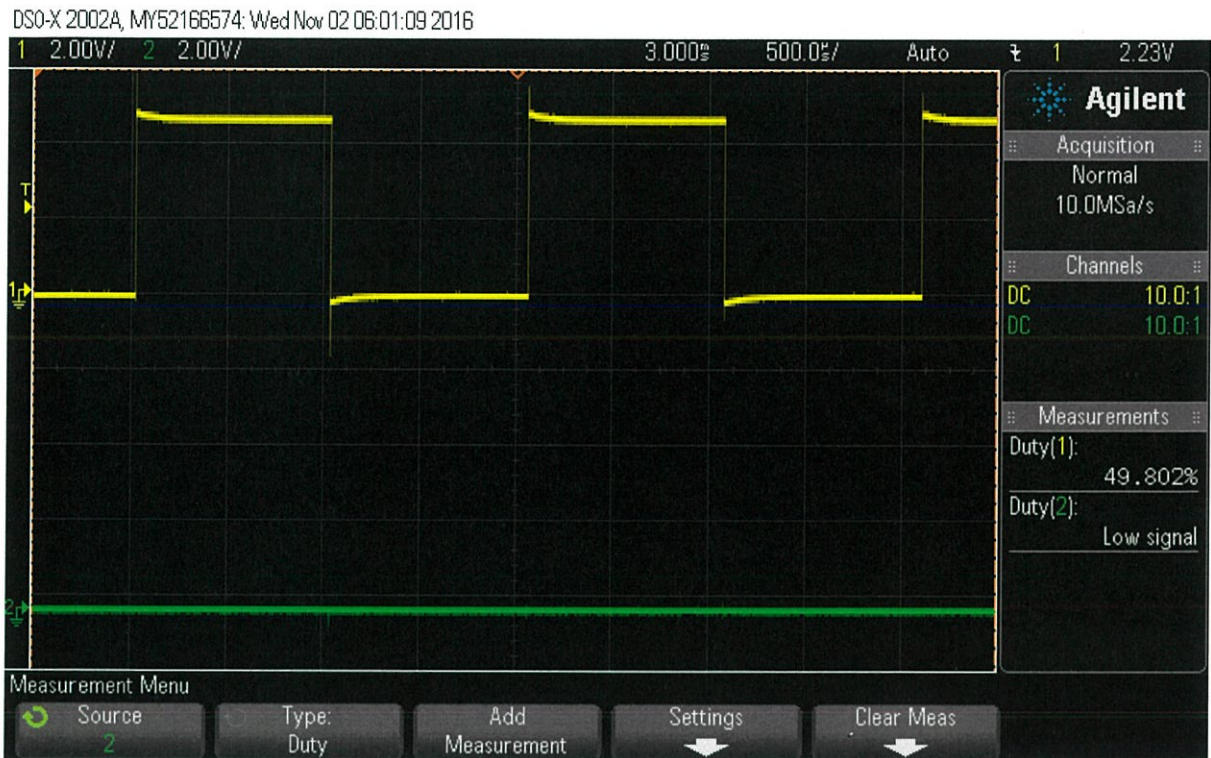 DSO-X 2002A, MY52166574: Wed Nov 02 06:01:09 2016
1 2.00V/ 2 2.00V/ 3.000s 500.0s/ Auto 1 2.23V
Agilent
Acquisition
Normal
10.0MSa/s
Channels
DC 10.0:1
DC 10.0:1
Measurements
Duty(1):
49.802%
Duty(2):
Low signal
T
1
2
Measurement Menu
Source
2
Type:
Duty
Add
Measurement
Settings
Clear Meas